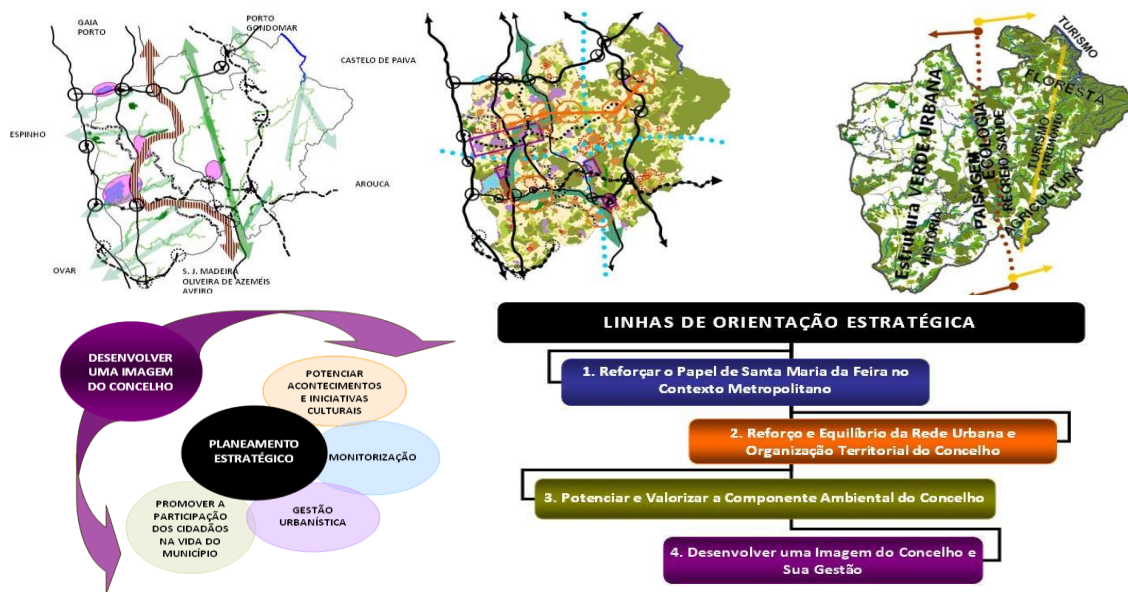 GAIA
PORTO
PORTO
GONDOMAR
CASTELO DE PAIVA
ESPINHO
AROUCA
OVAR
S. J. MADEIRA
OLIVEIRA DE AZEMÉIS
AVEIRO
Estrutura VERDE URBANA
HISTÓRIA
PAISAGEM
ECOLOGIA
RECREIO SAÚDE
TURISMO
FLORESTA
TURISMO
PATRIMÓNIO
AGRICULTURA
DESENVOLVER
UMA IMAGEM
DO CONCELHO
POTENCIAR
ACONTECIMENTOS
E INICIATIVAS
CULTURAIS
PLANEAMENTO
ESTRATÉGICO
MONITORIZAÇÃO
PROMOVER A
PARTICIPAÇÃO
DOS CIDADÃOS
NA VIDA DO
MUNICÍPIO
GESTÃO
URBANÍSTICA
LINHAS DE ORIENTAÇÃO ESTRATÉGICA
1. Reforçar o Papel de Santa Maria da Feira no
Contexto Metropolitano
2. Reforço e Equilíbrio da Rede Urbana e
Organização Territorial do Concelho
3. Potenciar e Valorizar a Componente Ambiental do Concelho
4. Desenvolver uma Imagem do Concelho e
Sua Gestão